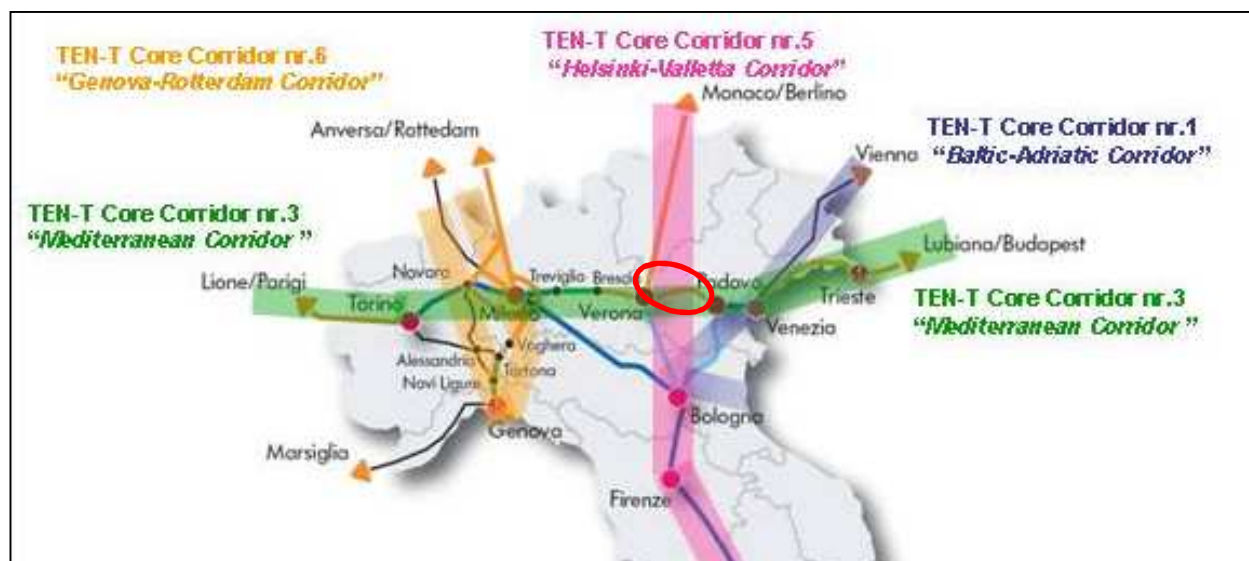 TEN-T Core Corridor nr.6
"Genova-Rotterdam Corridor"
TEN-T Core Corridor nr.5
"Helsinki-Valletta Corridor"
Monaco/Berlino
Anversa/Rottedam
TEN-T Core Corridor nr.1
Vienna
"Baltic-Adriatic Corridor"
TEN-T Core Corridor nr.3
"Mediterranean Corridor"
Lubiana/Budapest
Lione/Parigi
Novara
Treviglio
Brescia
Padova
Torino
Milano
Verona
Trieste
Venezia
TEN-T Core Corridor nr.3
"Mediterranean Corridor"
Voghera
Alessandria
Tortona
Novi Ligure
Bologna
Genova
Marsiglia
Firenze